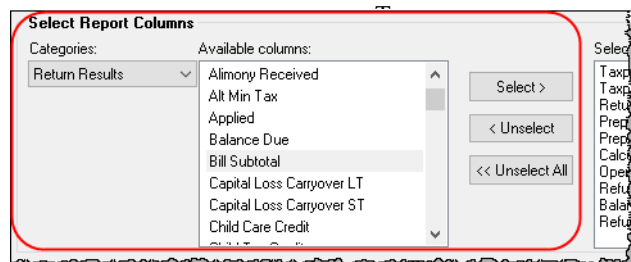 Select Report Columns
Categories:
Return Results
Available columns:
Alimony Received
Alt Min Tax
Applied
Balance Due
Bill Subtotal
Capital Loss Carryover LT
Capital Loss Carryover ST
Child Care Credit
Select >
< Unselect
<< Unselect All